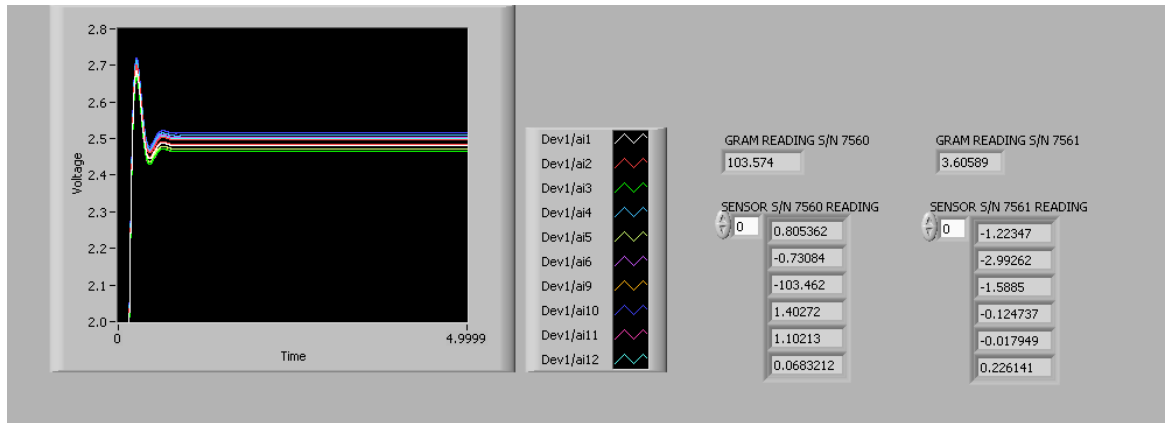 2.8
2.7
2.6
2.5
2.4
2.3
2.2
2.1
2.0
Voltage
0
4.9999
Time
Dev1/ai1
Dev1/ai2
Dev1/ai3
Dev1/ai4
Dev1/ai5
Dev1/ai6
Dev1/ai9
Dev1/ai10
Dev1/ai11
Dev1/ai12
GRAM READING S/N 7560
103.574
SENSOR S/N 7560 READING
0
0.805362
-0.73084
-103.462
1.40272
1.10213
0.0683212
GRAM READING S/N 7561
3.60589
SENSOR S/N 7561 READING
0
-1.22347
-2.99262
-1.5885
-0.124737
-0.017949
0.226141